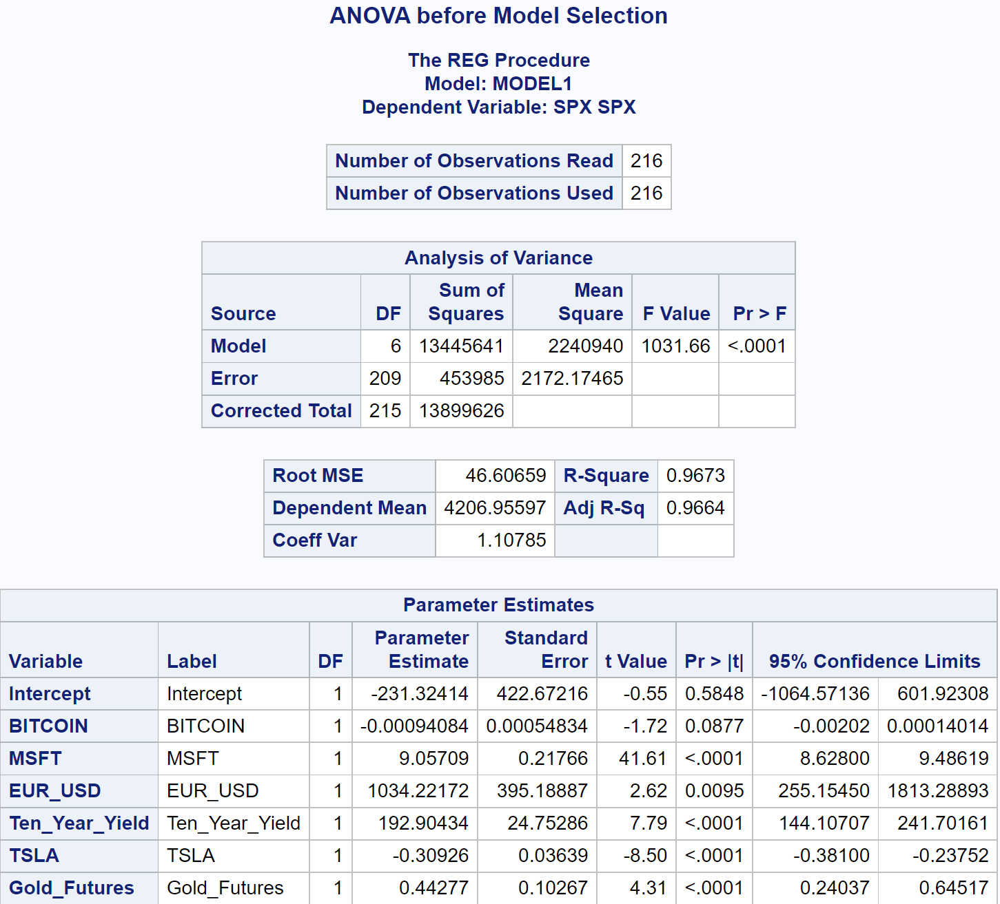 ANOVA before Model Selection
The REG Procedure
Model: MODEL1
Dependent Variable: SPX SPX
Number of Observations Read 216
Number of Observations Used 216
Analysis of Variance
Source DF Sum of Squares Mean Square F Value Pr > F
Model 6 13445641 2240940 1031.66 <.0001
Error 209 453985 2172.17465
Corrected Total 215 13899626
Root MSE 46.60659 R-Square 0.9673
Dependent Mean 4206.95597 Adj R-Sq 0.9664
Coeff Var 1.10785
Parameter Estimates
Variable Label DF Parameter Estimate Standard Error t Value Pr > |t| 95% Confidence Limits
Intercept Intercept 1 -231.32414 422.67216 -0.55 0.5848 -1064.57136 601.92308
BITCOIN BITCOIN 1 -0.00094084 0.00054834 -1.72 0.0877 -0.00202 0.00014014
MSFT MSFT 1 9.05709 0.21766 41.61 <.0001 8.62800 9.48619
EUR_USD EUR_USD 1 1034.22172 395.18887 2.62 0.0095 255.15450 1813.28893
Ten_Year_Yield Ten_Year_Yield 1 192.90434 24.75286 7.79 <.0001 144.10707 241.70161
TSLA TSLA 1 -0.30926 0.03639 -8.50 <.0001 -0.38100 -0.23752
Gold_Futures Gold_Futures 1 0.44277 0.10267 4.31 <.0001 0.24037 0.64517